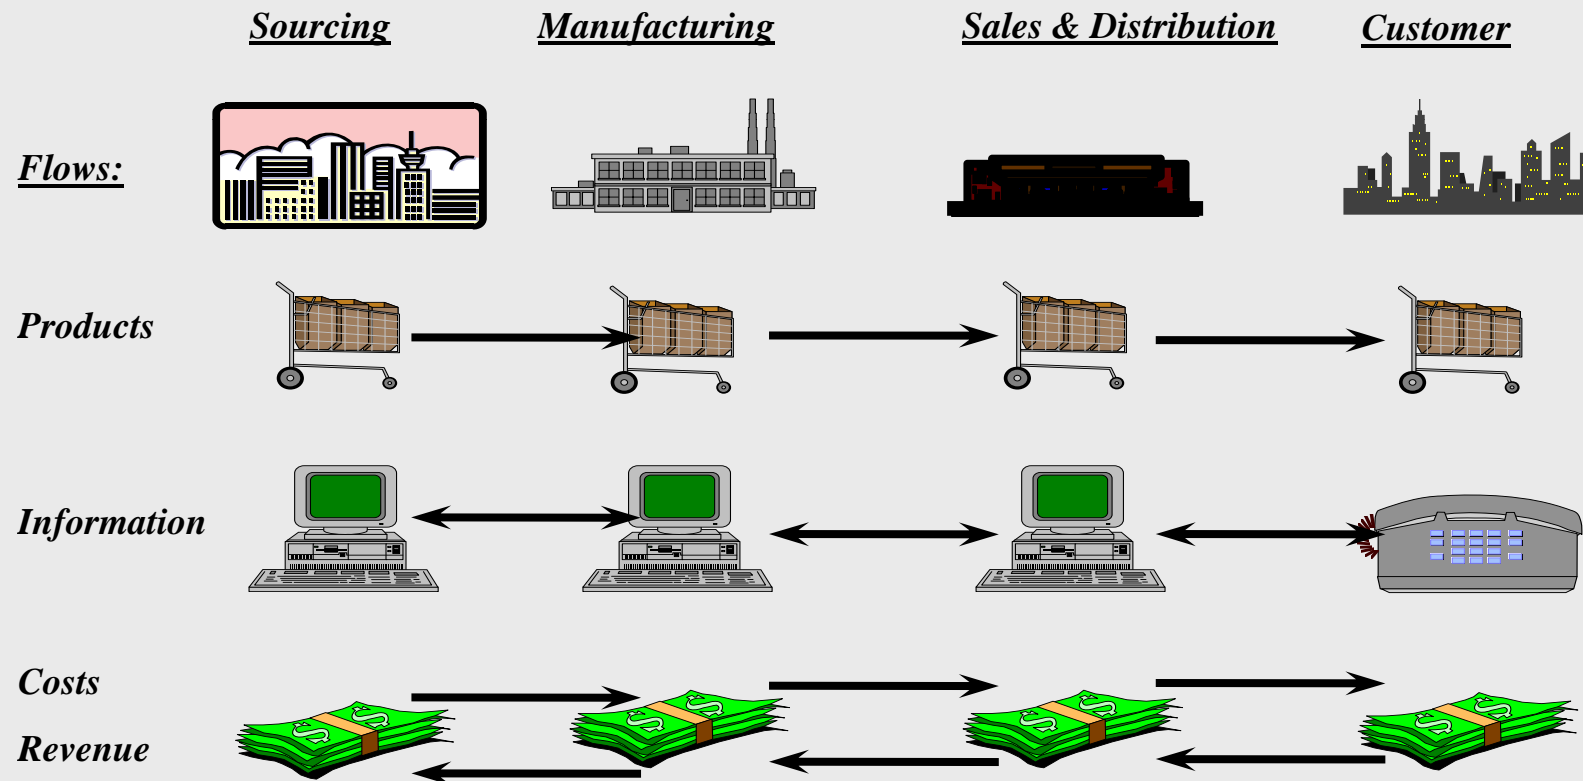 Sourcing
Manufacturing
Sales & Distribution
Customer
Flows:
Products
Information
Costs
Revenue